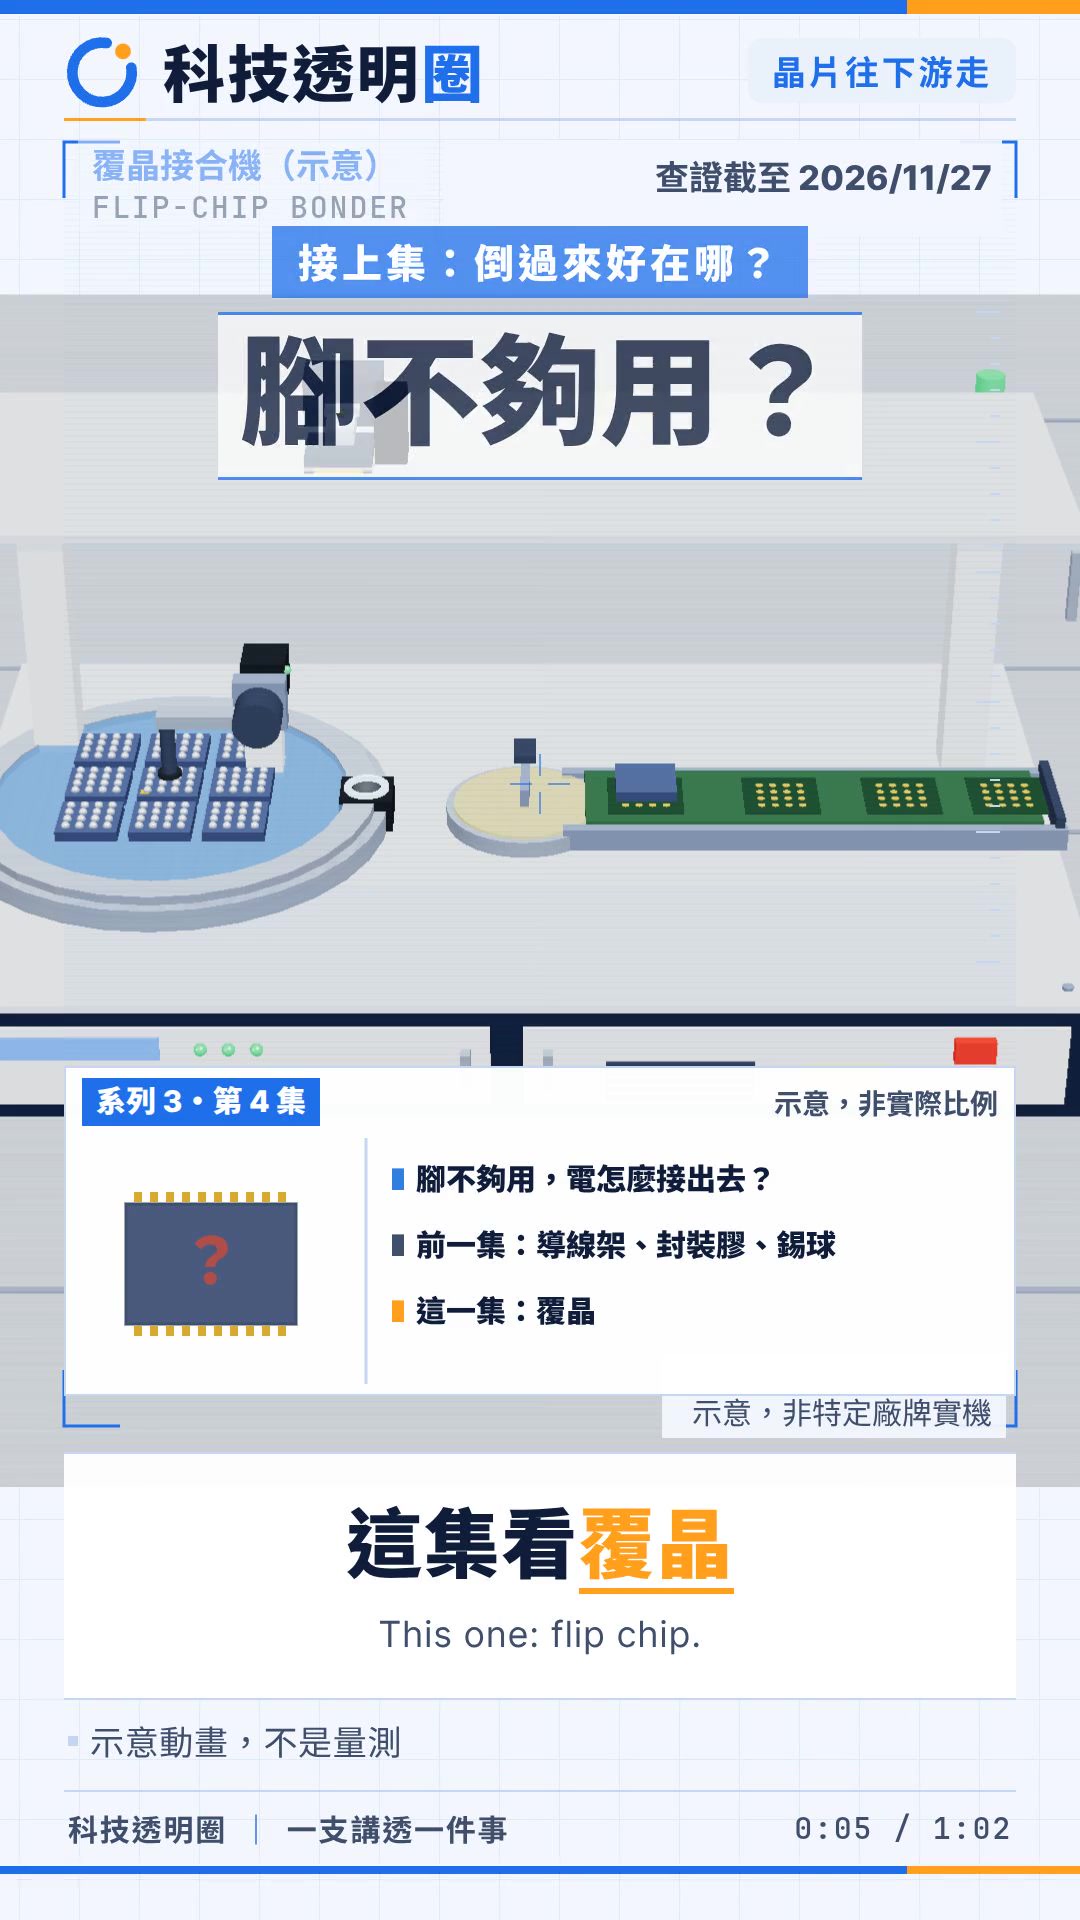 科技透明圈
晶片往下游走
覆晶接合機（示意）
FLIP-CHIP BONDER
查證截至 2026/11/27
接上集：倒過來好在哪？
腳不夠用？
系列 3・第 4 集
示意，非實際比例
?
腳不夠用，電怎麼接出去？
前一集：導線架、封裝膠、錫球
這一集：覆晶
示意，非特定廠牌實機
這集看覆晶
This one: flip chip.
示意動畫，不是量測
科技透明圈｜一支講透一件事
0:05 / 1:02